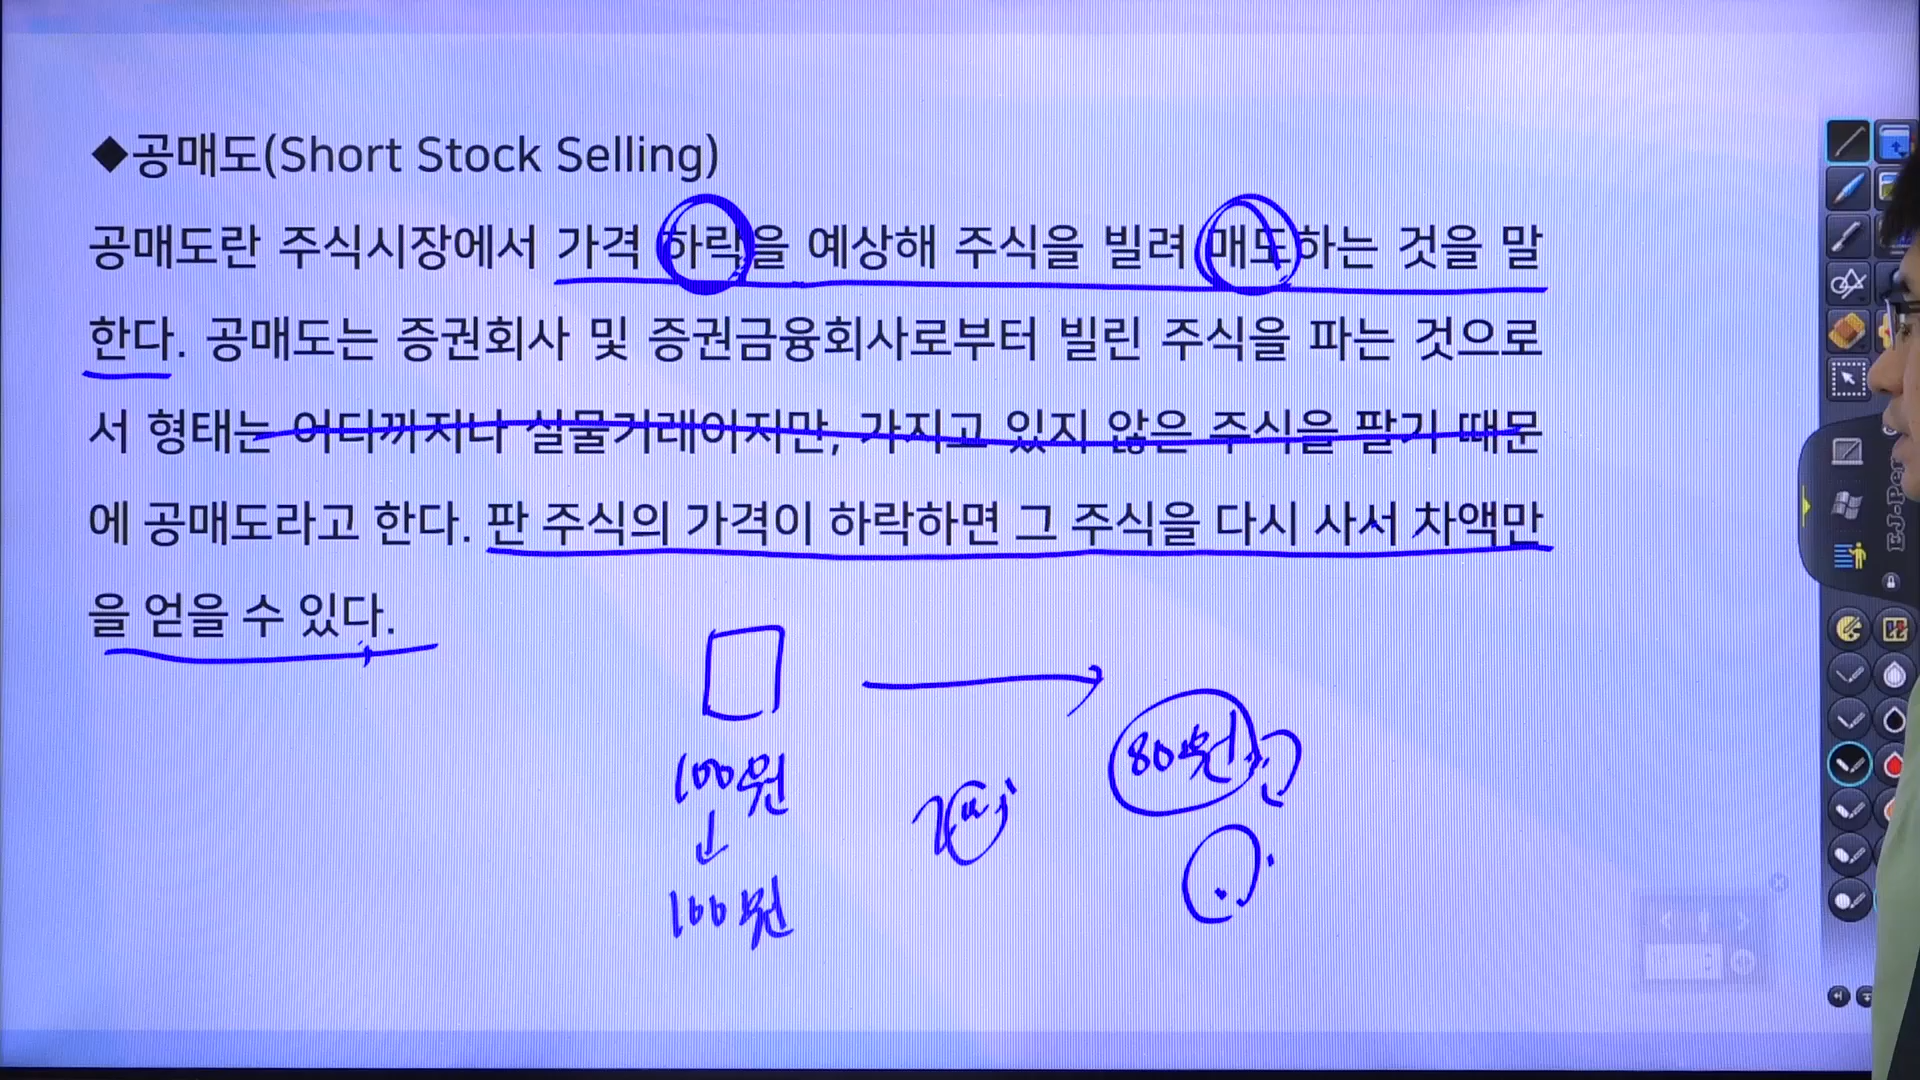 ◆공매도(Short Stock Selling)
공매도란 주식시장에서 가격 하락을 예상해 주식을 빌려 매도하는 것을 말
한다. 공매도는 증권회사 및 증권금융회사로부터 빌린 주식을 파는 것으로
서 형태는 어디까지나 실물거래이지만, 가지고 있지 않은 주식을 팔기 때문
에 공매도라고 한다. 판 주식의 가격이 하락하면 그 주식을 다시 사서 차액만
을 얻을 수 있다.
100원
80원
100원